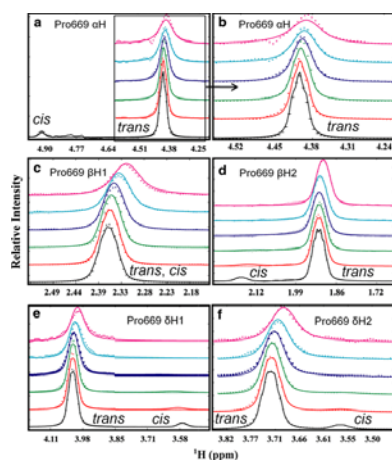 a Pro669 αH
b Pro669 αH
cis
trans
trans
4.90 4.77 4.64 4.51 4.38 4.25
4.52 4.45 4.38 4.31 4.24
c Pro669 βH1
d Pro669 βH2
trans, cis
cis
trans
2.49 2.44 2.39 2.33 2.28 2.23 2.18
2.12 1.99 1.86 1.72
e Pro669 δH1
f Pro669 δH2
trans
cis
trans
cis
4.11 3.98 3.85 3.71 3.58
3.82 3.77 3.71 3.66 3.61 3.56 3.50
Relative Intensity
¹H (ppm)